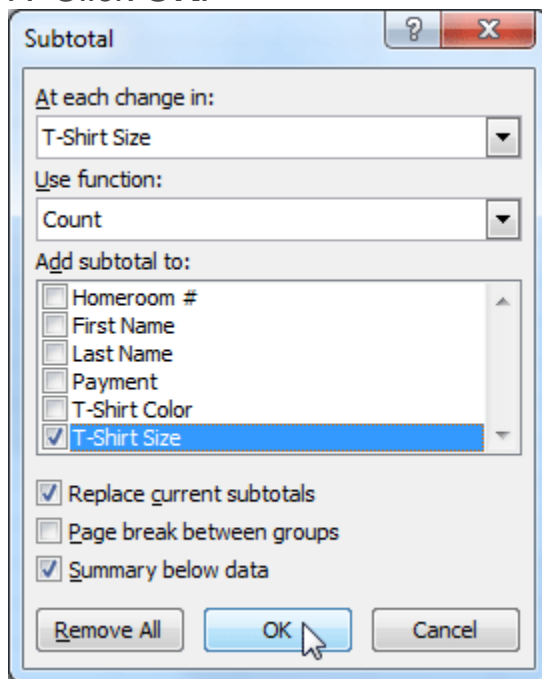 Subtotal
At each change in:
T-Shirt Size
Use function:
Count
Add subtotal to:
Homeroom #
First Name
Last Name
Payment
T-Shirt Color
T-Shirt Size
Replace current subtotals
Page break between groups
Summary below data
Remove All OK Cancel